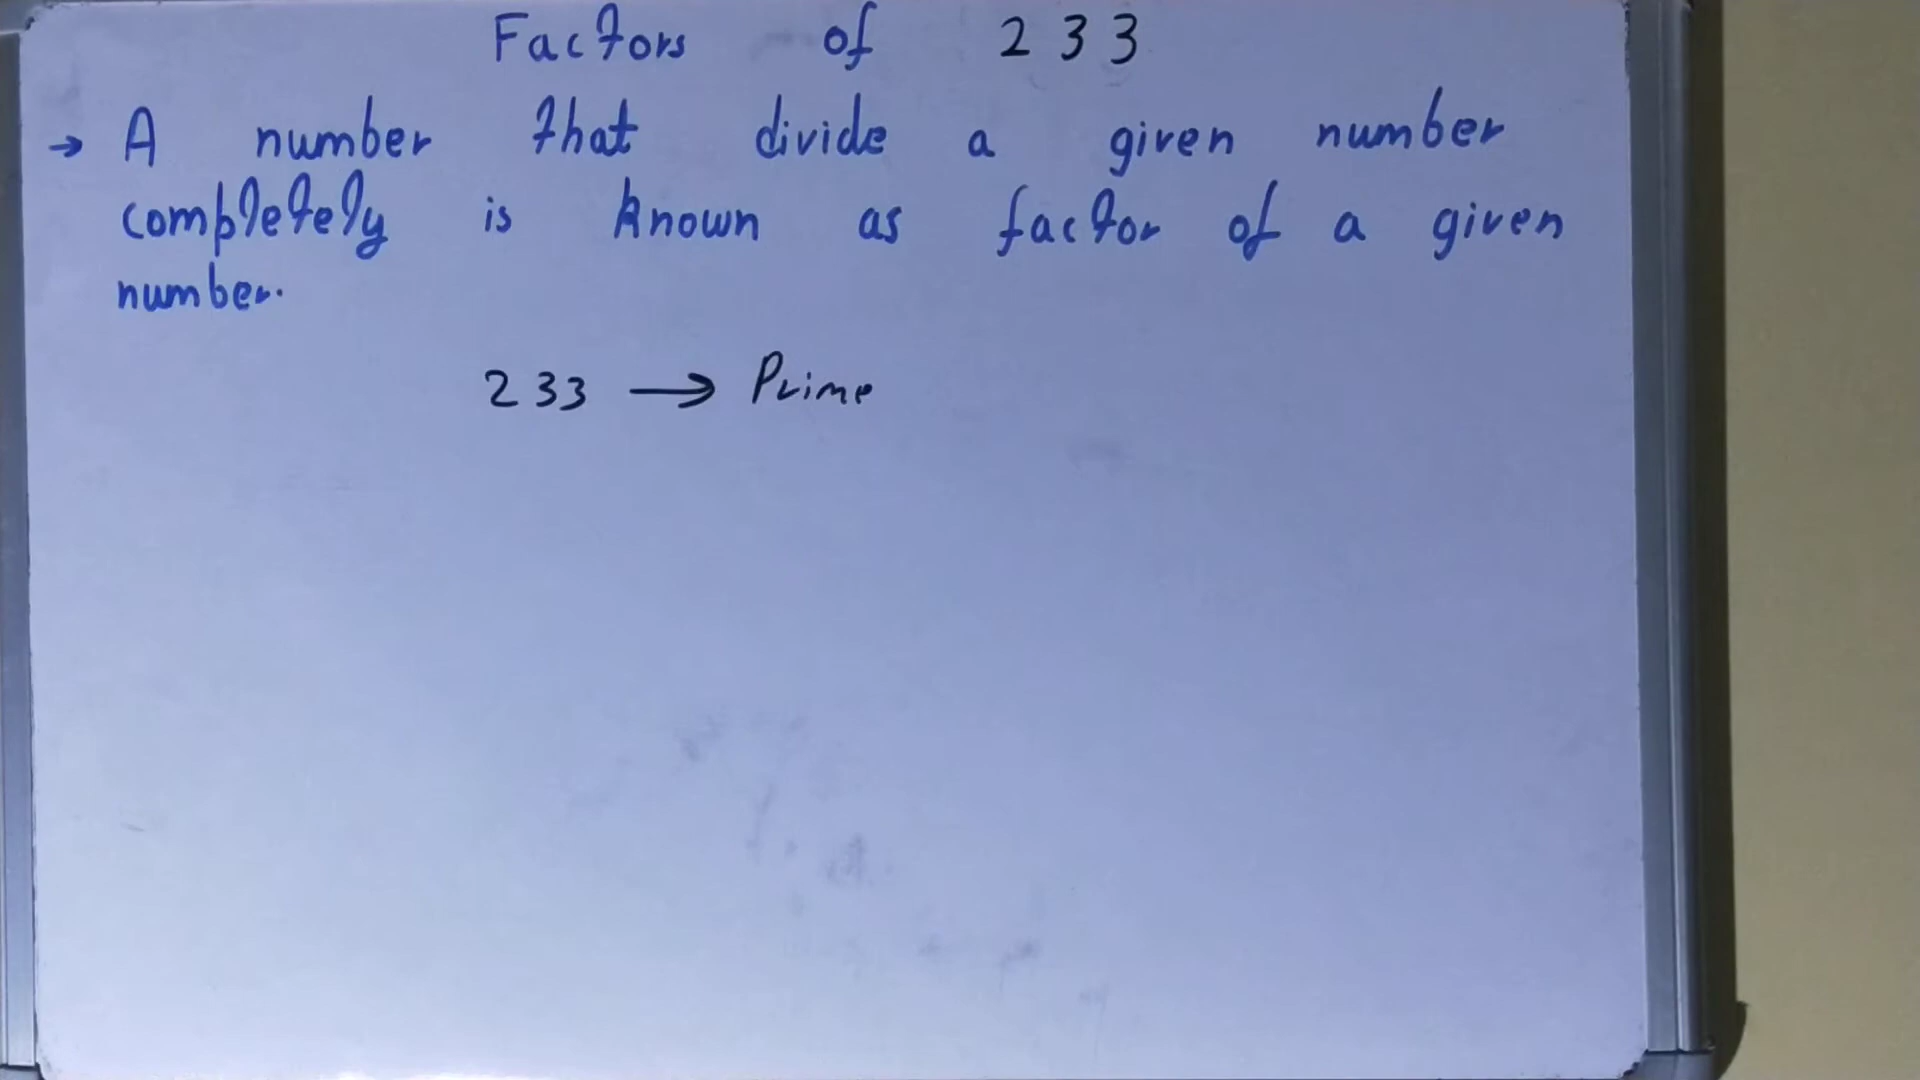 Factors of 233
→ A number that divide a given number
completely is known as factor of a given
number.
233 → Prime